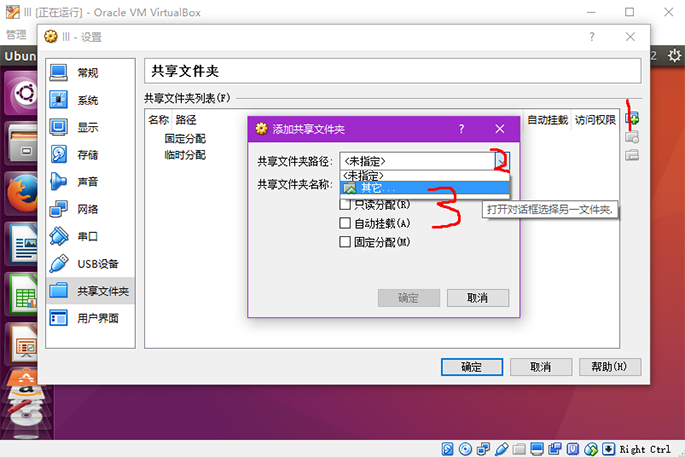 lll [正在运行] - Oracle VM VirtualBox
管理
Ubun
lll - 设置
常规
系统
显示
存储
声音
网络
串口
USB设备
共享文件夹
用户界面
共享文件夹
共享文件夹列表(F)
名称 路径 自动挂载 访问权限
固定分配
临时分配
1
添加共享文件夹
共享文件夹路径: <未指定>
2
<未指定>
其它...
3
共享文件夹名称:
打开对话框选择另一文件夹.
只读分配(R)
自动挂载(A)
固定分配(M)
确定 取消
确定 取消 帮助(H)
Right Ctrl